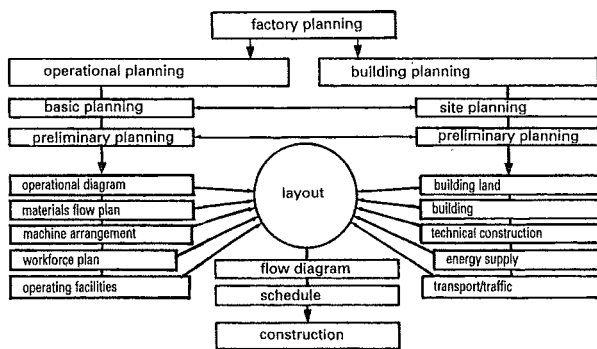 factory planning
operational planning
building planning
basic planning
site planning
preliminary planning
preliminary planning
operational diagram
materials flow plan
machine arrangement
workforce plan
operating facilities
layout
building land
building
technical construction
energy supply
transport/traffic
flow diagram
schedule
construction